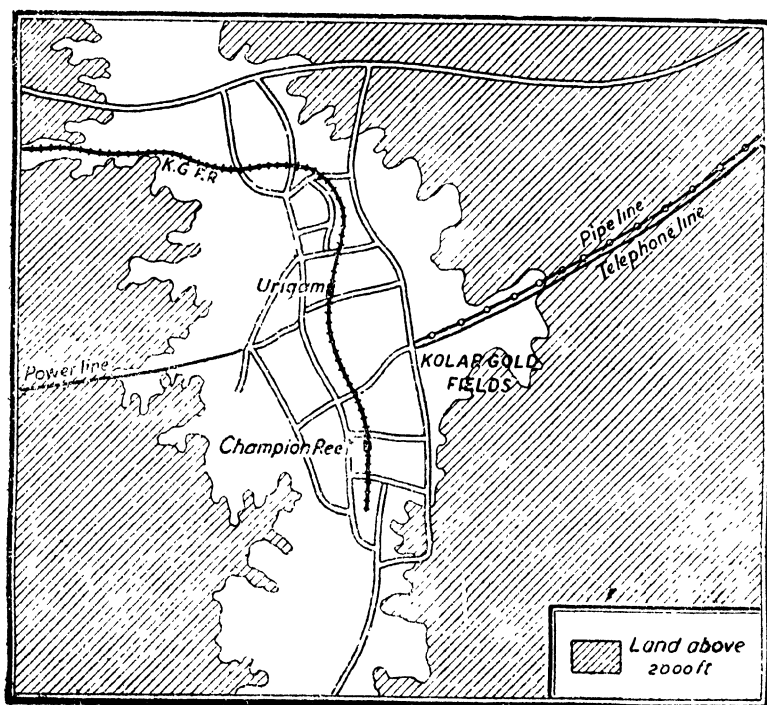 K.G.F.R
Pipe line
Telephone line
Urigam
Power line
KOLAR GOLD
FIELDS
Champion Reef
Land above
2000 ft